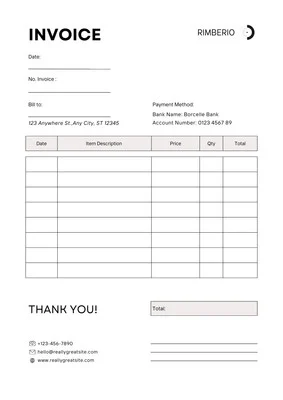 INVOICE
RIMBERIO
Date:
No. Invoice :
Bill to:
123 Anywhere St.,Any City, ST 12345
Payment Method:
Bank Name: Borcelle Bank
Account Number: 0123 4567 89
Date Item Description Price Qty Total
THANK YOU!
Total:
+123-456-7890
hello@reallygreatsite.com
www.reallygreatsite.com